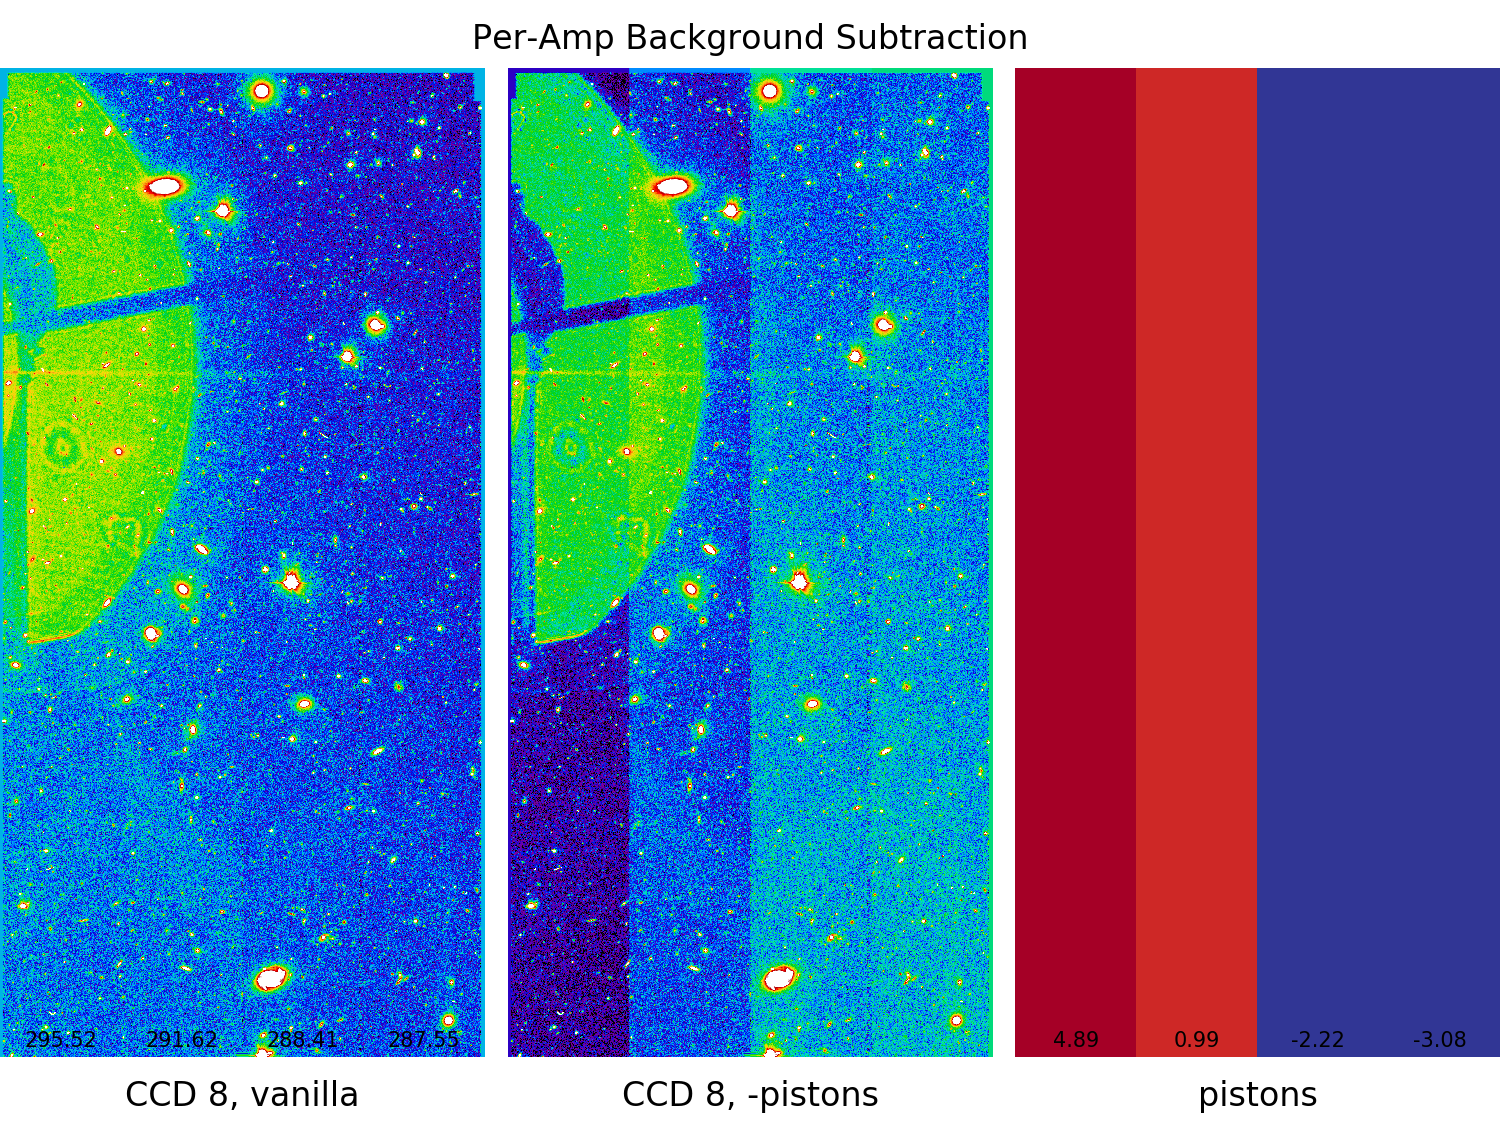 Per-Amp Background Subtraction
295.52 291.62 288.41 287.55
4.89 0.99 -2.22 -3.08
CCD 8, vanilla
CCD 8, -pistons
pistons